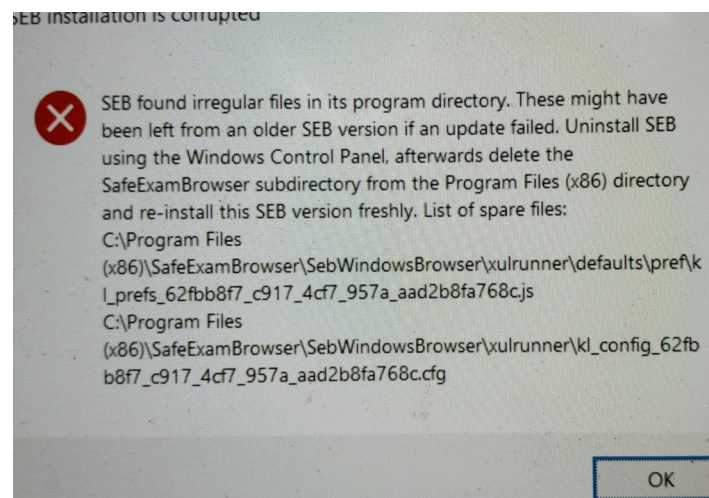 SEB installation is corrupted
SEB found irregular files in its program directory. These might have
been left from an older SEB version if an update failed. Uninstall SEB
using the Windows Control Panel, afterwards delete the
SafeExamBrowser subdirectory from the Program Files (x86) directory
and re-install this SEB version freshly. List of spare files:
C:\Program Files
(x86)\SafeExamBrowser\SebWindowsBrowser\xulrunner\defaults\pref\k
l_prefs_62fbb8f7_c917_4cf7_957a_aad2b8fa768c.js
C:\Program Files
(x86)\SafeExamBrowser\SebWindowsBrowser\xulrunner\kl_config_62fb
b8f7_c917_4cf7_957a_aad2b8fa768c.cfg
OK